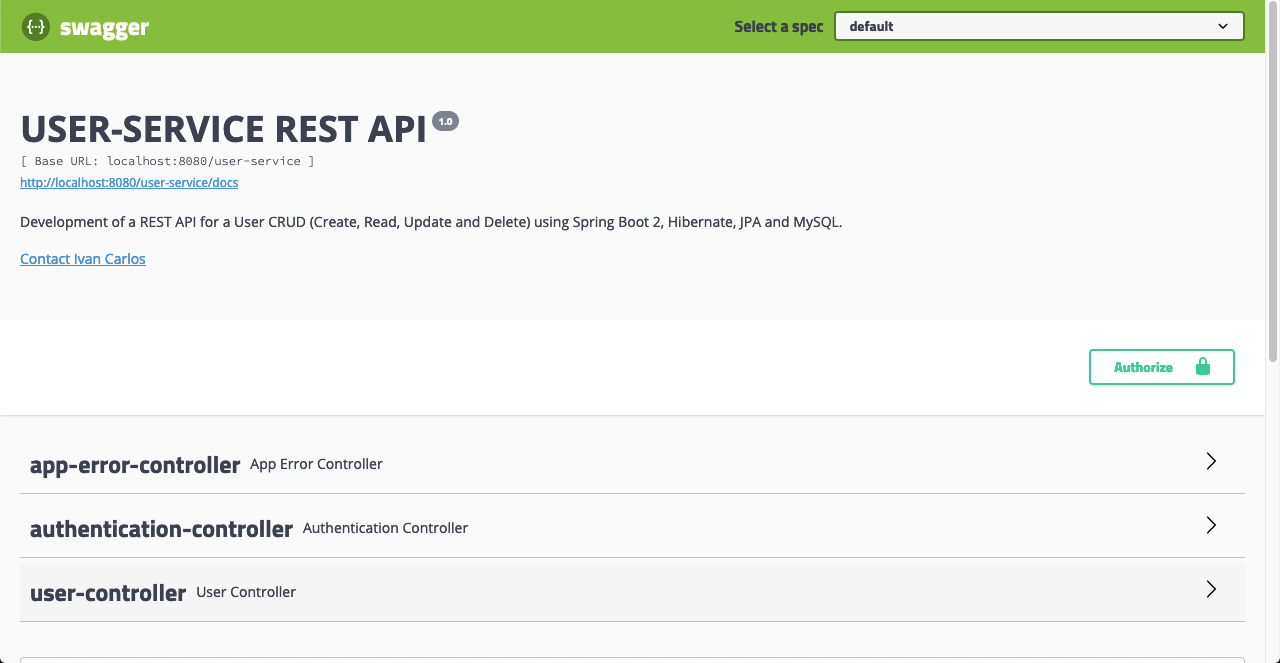 {···} swagger
Select a spec
default
USER-SERVICE REST API 1.0
[ Base URL: localhost:8080/user-service ]
http://localhost:8080/user-service/docs
Development of a REST API for a User CRUD (Create, Read, Update and Delete) using Spring Boot 2, Hibernate, JPA and MySQL.
Contact Ivan Carlos
Authorize
app-error-controller App Error Controller
authentication-controller Authentication Controller
user-controller User Controller